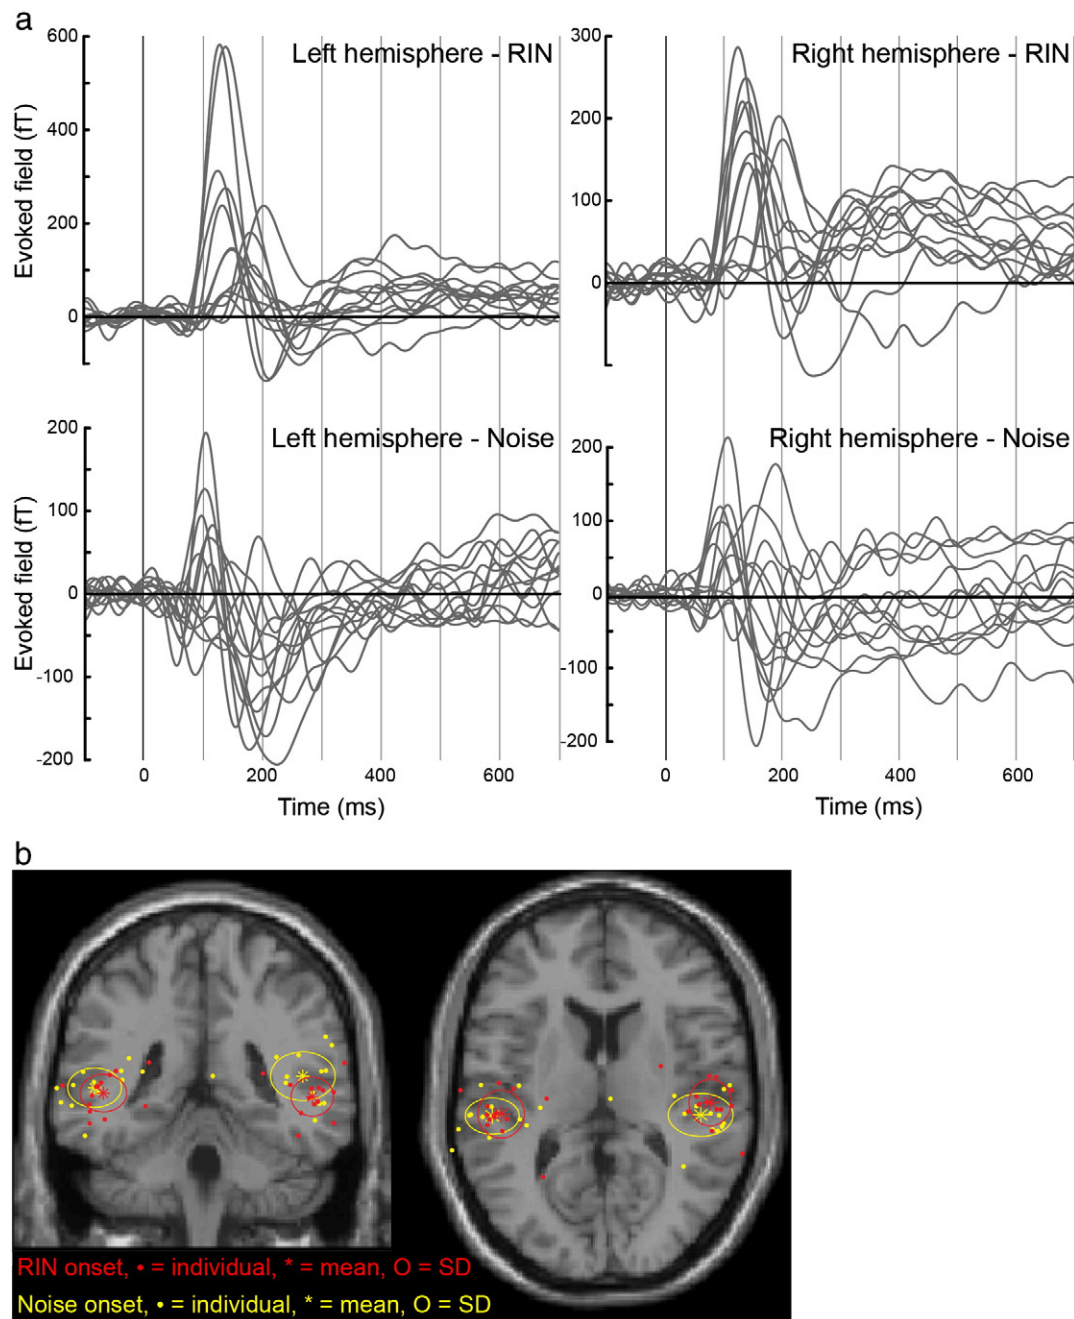 a
Left hemisphere - RIN
Right hemisphere - RIN
Evoked field (fT)
600
400
200
0
300
200
100
0
Left hemisphere - Noise
Right hemisphere - Noise
Evoked field (fT)
200
100
0
-100
-200
200
100
0
-100
-200
0 200 400 600
0 200 400 600
Time (ms)
Time (ms)
b
RIN onset, • = individual, * = mean, O = SD
Noise onset, • = individual, * = mean, O = SD